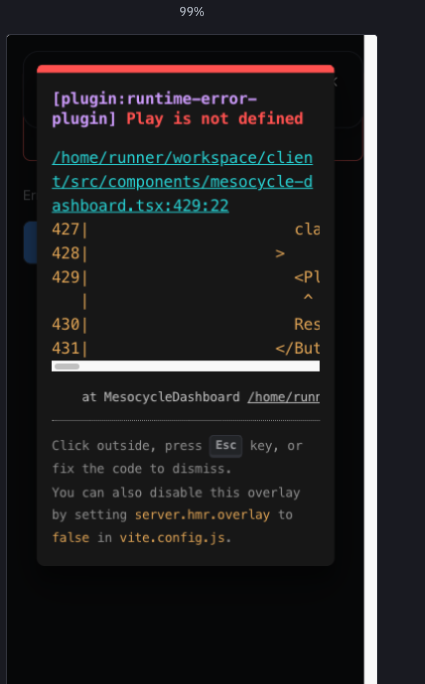 99%
[plugin:runtime-error-
plugin] Play is not defined
/home/runner/workspace/clien
t/src/components/mesocycle-d
ashboard.tsx:429:22
427| cla
428| >
429| <Pl
| ^
430| Res
431| </But
at MesocycleDashboard /home/runn
Click outside, press Esc key, or
fix the code to dismiss.
You can also disable this overlay
by setting server.hmr.overlay to
false in vite.config.js.